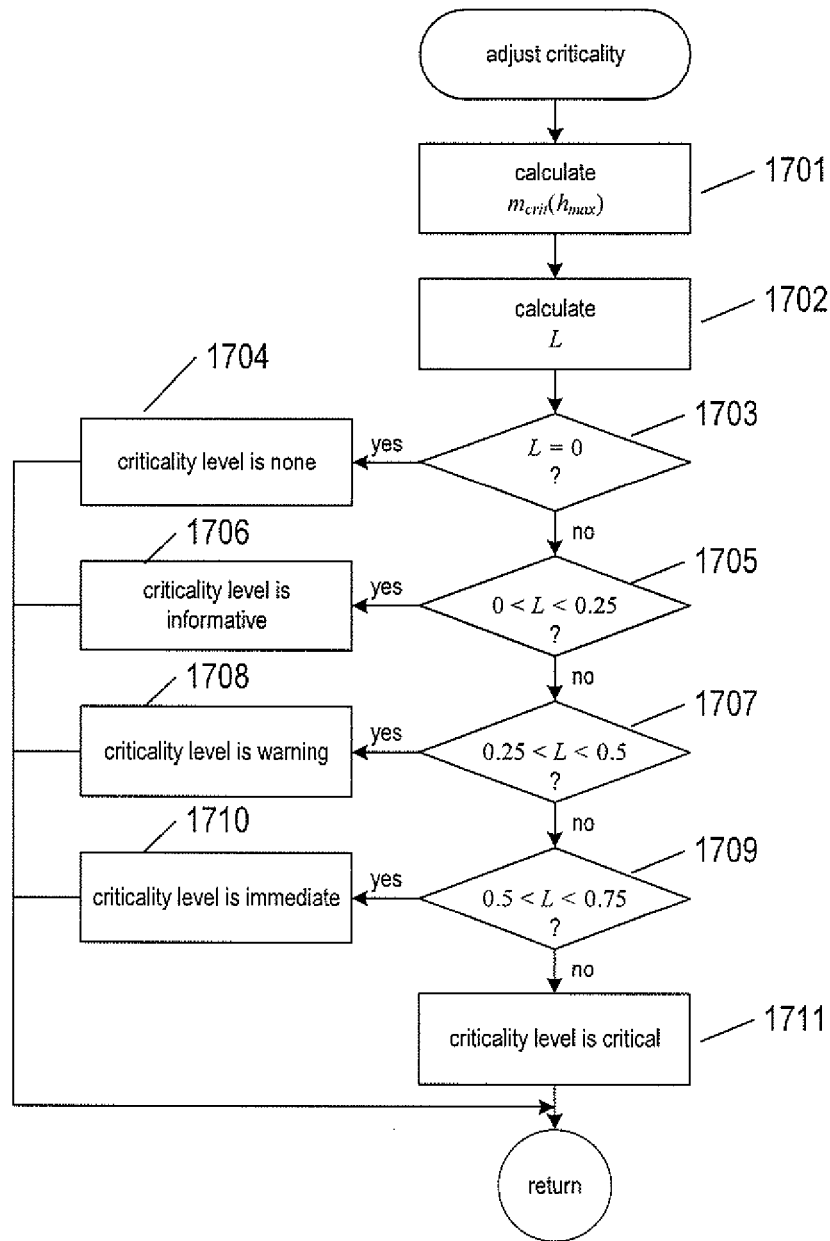 adjust criticality
calculate
m_crit(h_max)
1701
calculate
L
1702
1704
1703
criticality level is none
yes
L = 0
?
no
1706
1705
criticality level is
informative
yes
0 < L < 0.25
?
no
1708
1707
criticality level is warning
yes
0.25 < L < 0.5
?
no
1710
1709
criticality level is immediate
yes
0.5 < L < 0.75
?
no
criticality level is critical
1711
return